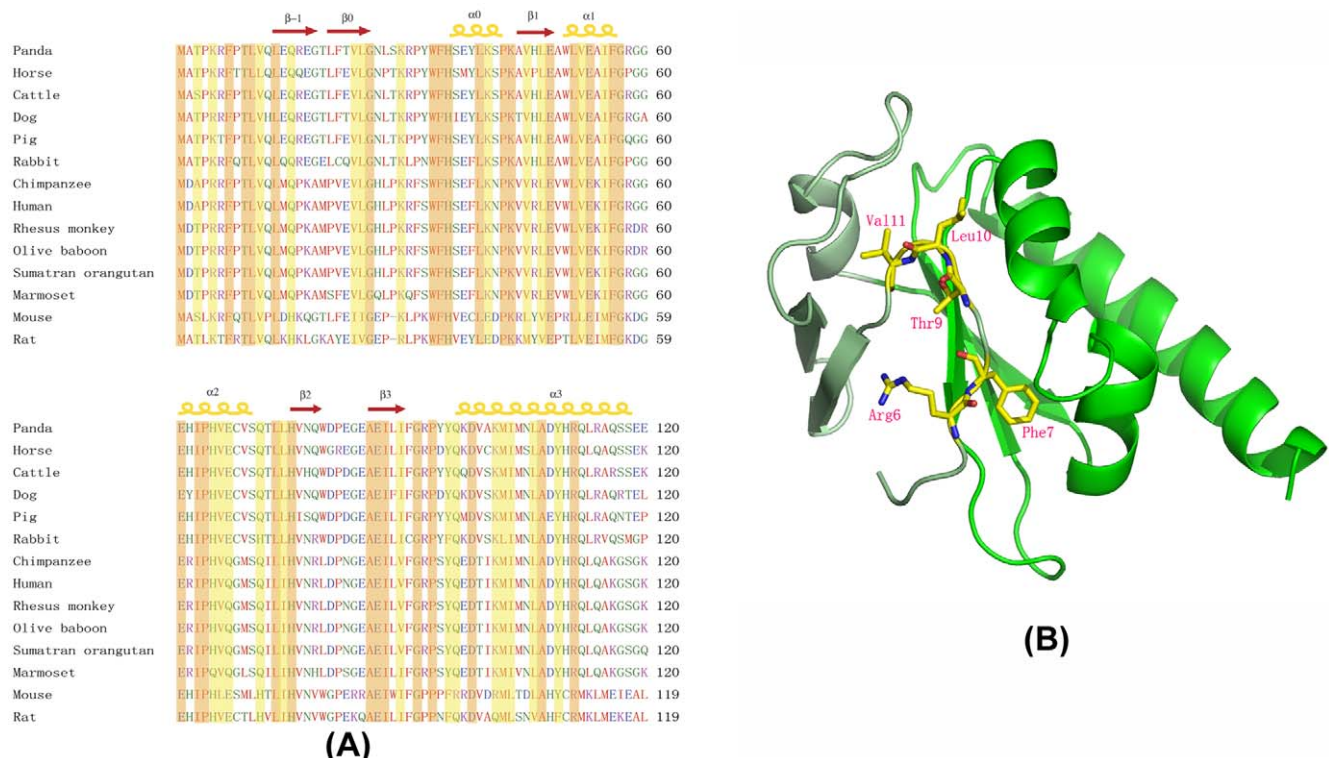 β-1 β0 α0 β1 α1
Panda MATPKRFPTLVQLEQREGTLFTVLGNLSKRPYWFHSEYLKSPKAVHLEAWLVEAIFGRGG 60
Horse MATPKRFTTLLQLEQQEGTLFEVLGNPTKRPYWFHSMYLKSPKAVPLEAWLVEAIFGPGG 60
Cattle MASPKRFPTLVQLEQREGTLFEVLGNLTKRPYWFHSEYLKSPKAVHLEAWLVEAIFGRGG 60
Dog MATPRRFPTLVHLEQREGTLFTVLGNLTKRPYWFHIEYLKSPKTVHLEAWLVEAIFGRGA 60
Pig MATPKTFPTLVQLEQREGTLFEVLGNLTKPPYWFHSEYLKSPKAVHLEAWLVEAIFGQGG 60
Rabbit MATPKRFQTLVQLQQREGELCQVLGNLTKLPNWFHSEFLKSPKAVHLEAWLVEAIFGPGG 60
Chimpanzee MDAPRRFPTLVQLMQPKAMPVEVLGHLPKRFSWFHSEFLKNPKVVRLEVWLVEKIFGRGG 60
Human MDAPRRFPTLVQLMQPKAMPVEVLGHLPKRFSWFHSEFLKNPKVVRLEVWLVEKIFGRGG 60
Rhesus monkey MDTPRRFPTLVQLMQPKAMPVEVLGHLPKRFSWFHSEFLKNPKVVRLEVWLVEKIFGRDR 60
Olive baboon MDTPRRFPTLVQLMQPKAMPVEVLGHLPKRFSWFHSEFLKNPKVVRLEVWLVEKIFGRDR 60
Sumatran orangutan MDTPRRFPTLVQLMQPKAMPVEVLGHLPKRFSWFHSEFLKNPKVVRLEVWLVEKIFGRGG 60
Marmoset MDTPRRFPTLVQLMQPKAMSFEVLGQLPKQFSWFHSEFLKNPKVVRLEVWLVEKIFGRGG 60
Mouse MASLKRFQTLVPLDHKQGTLFEIIGEP-KLPKWFHVECLEDPKRLYVEPRLLEIMFGKDG 59
Rat MATLKTFRTLVQLKHKLGKAYEIVGEP-RLPKWFHVEYLEDPKKMYVEPTLVEIMFGKDG 59
α2 β2 β3 α3
Panda EHIPHVECVSQTLLHVNQWDPEGEAEILIFGRPYYQKDVAKMIMNLADYHRQLRAQSSEE 120
Horse EHIPHVECVSQTLLHVNQWGREGEAEILIFGRPDYQKDVCKMIMSLADYHRQLQAQSSEK 120
Cattle EHIPHVECVSQTLLHVHQWDPDGEAEILIFGRPYYQQDVSKMIMNLADYHRQLRARSSEK 120
Dog EYIPHVECVSQTLLHVNQWDPEGEAEIFIFGRPDYQKDVSKMIMNLADYHRQLRAQRTEL 120
Pig EHIPHVECVSQTLLHISQWDPDGEAEILIFGRPYYQMDVSKMIMNLAEYHRQLRAQNTEP 120
Rabbit EHIPHVECVSHTLLHVNRWDPDGEAEILICGRPYFQKDVSKLIMNLADYHRQLRVQSMGP 120
Chimpanzee ERIPHVQGMSQILIHVNRLDPNGEAEILVFGRPSYQEDTIKMIMNLADYHRQLQAKGSGK 120
Human ERIPHVQGMSQILIHVNRLDPNGEAEILVFGRPSYQEDTIKMIMNLADYHRQLQAKGSGK 120
Rhesus monkey ERIPHVQGMSQILIHVNRLDPNGEAEILVFGRPSYQEDTIKMIMNLADYHRQLQAKGSGK 120
Olive baboon ERIPHVQGMSQILIHVNRLDPNGEAEILVFGRPSYQEDTIKMIMNLADYHRQLQAKGSGK 120
Sumatran orangutan ERIPHVQGMSQILIHVNRLDPNGEAEILVFGRPSYQEDTIKMIMNLADYHRQLQAKGSGQ 120
Marmoset ERIPQVQGLSQILIHVNHLDPSGEAEILVFGRPSYQEDTIKMIVNLADYHRQLQAKGSGK 120
Mouse EHIPHLESMLHTLIHVNVWGPERRAEIWIFGPPPFRRDVDRMLTDLAHYCRMKLMEIEAL 119
Rat EHIPHVECTLHVLIHVNVWGPEKQAEILIFGPPNFQKDVAQMLSNVAHFCRMKLMEKEAL 119
(A)
Val11
Leu10
Thr9
Arg6
Phe7
(B)